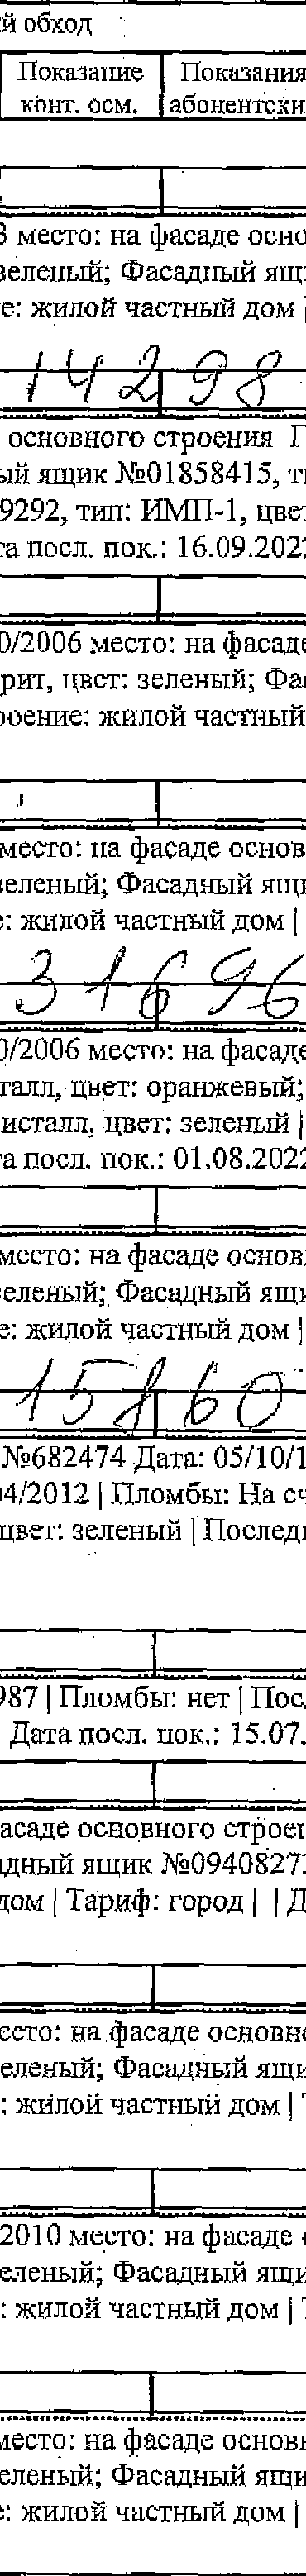 й обход
Показание Показания
конт. осм. абонентски
3 место: на фасаде осно
зеленый; Фасадный ящ
е: жилой частный дом |
14298
основного строения Г
ый ящик №01858415, ти
9292, тип: ИМП-1, цве
та посл. пок.: 16.09.202
0/2006 место: на фасаде
рит, цвет: зеленый; Фа
роение: жилой частный
место: на фасаде основ
зеленый; Фасадный ящ
е: жилой частный дом |
31696
0/2006 место: на фасаде
талл, цвет: оранжевый;
исталл, цвет: зеленый |
та посл. пок.: 01.08.2022
место: на фасаде основ
зеленый; Фасадный ящи
е: жилой частный дом |
15860
№682474 Дата: 05/10/1
04/2012 | Пломбы: На сч
цвет: зеленый | Последн
987 | Пломбы: нет | Пос
Дата посл. пок.: 15.07.
асаде основного строен
адный ящик №0940827
дом | Тариф: город | | Д
есто: на фасаде основн
еленый; Фасадный ящи
: жилой частный дом |
2010 место: на фасаде
еленый; Фасадный ящи
: жилой частный дом |
место: на фасаде основн
еленый; Фасадный ящи
е: жилой частный дом |